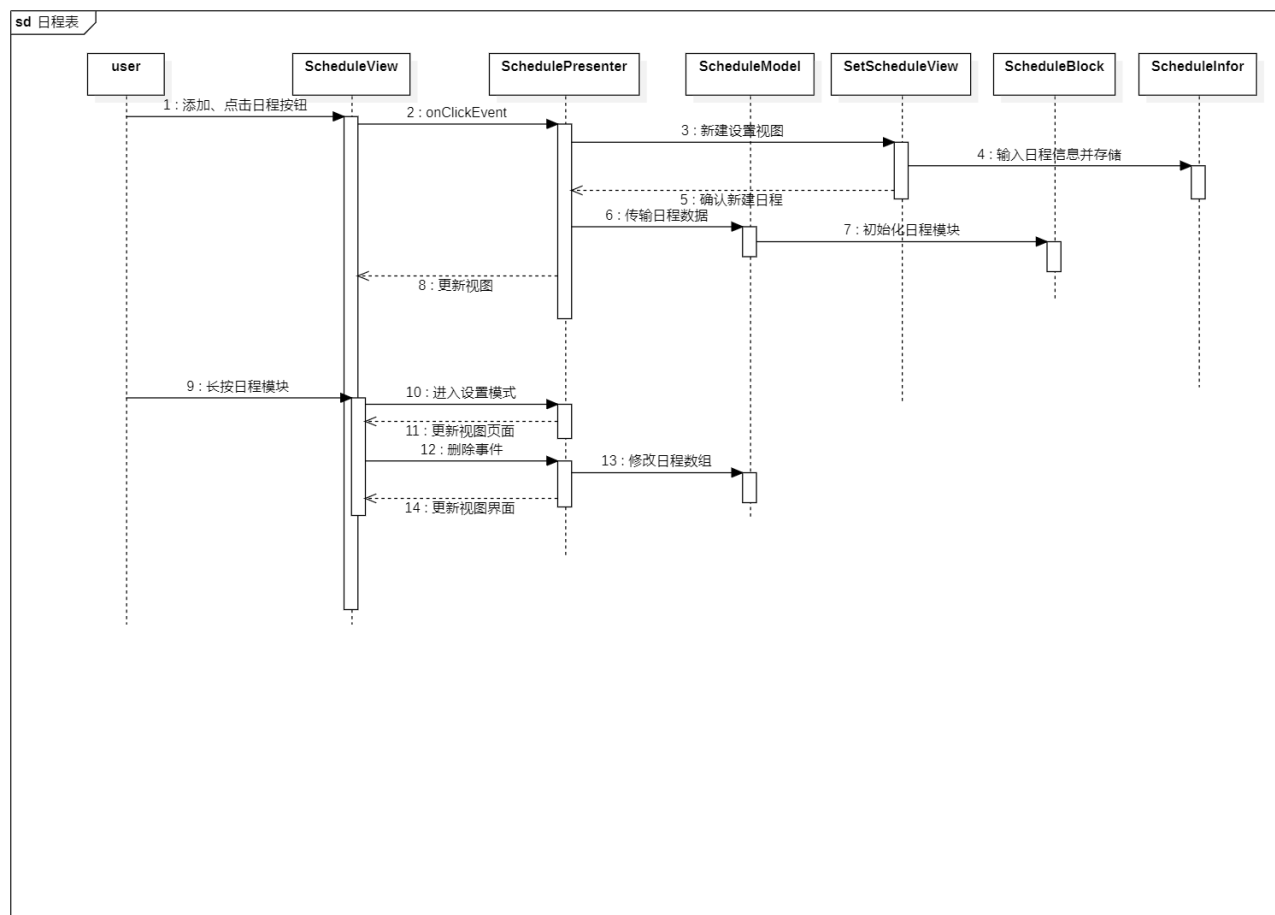 sd 日程表
user
ScheduleView
SchedulePresenter
ScheduleModel
SetScheduleView
ScheduleBlock
ScheduleInfor
1 : 添加、点击日程按钮
2 : onClickEvent
3 : 新建设置视图
4 : 输入日程信息并存储
5 : 确认新建日程
6 : 传输日程数据
7 : 初始化日程模块
8 : 更新视图
9 : 长按日程模块
10 : 进入设置模式
11 : 更新视图页面
12 : 删除事件
13 : 修改日程数组
14 : 更新视图界面